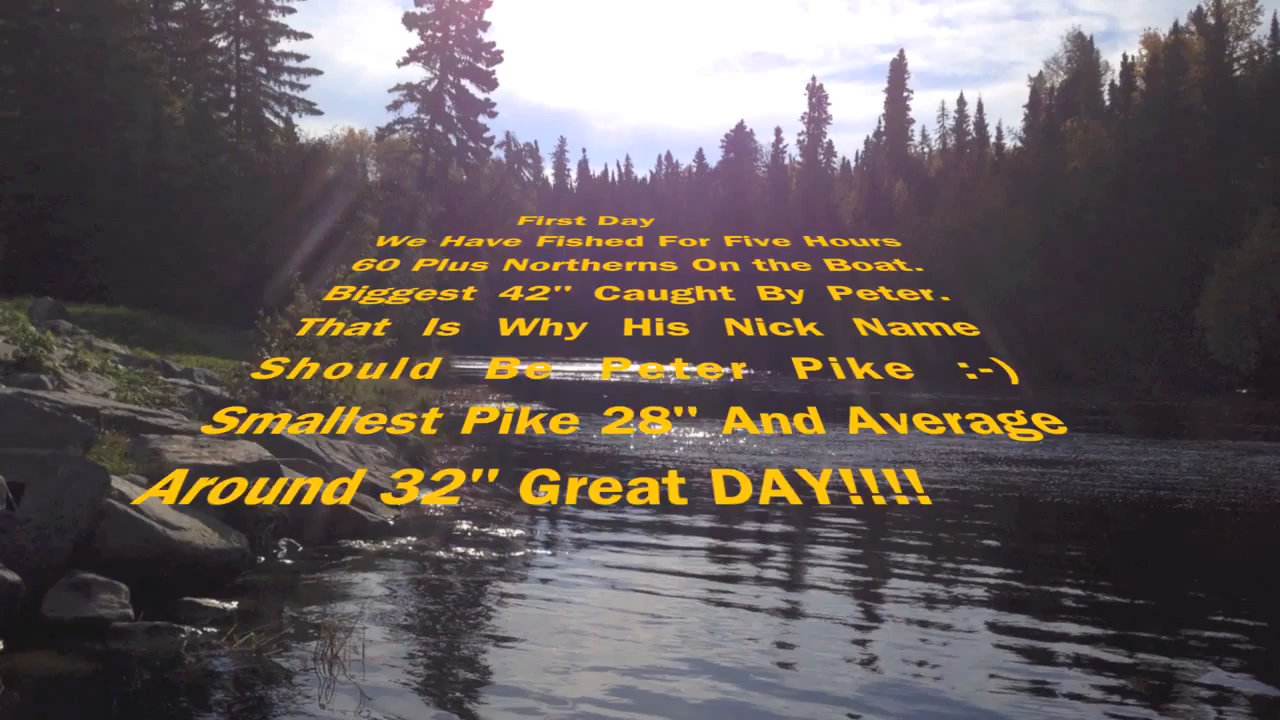 First Day
We Have Fished For Five Hours
60 Plus Northerns On the Boat.
Biggest 42" Caught By Peter.
That Is Why His Nick Name
Should Be Peter Pike :-)
Smallest Pike 28" And Average
Around 32" Great DAY!!!!